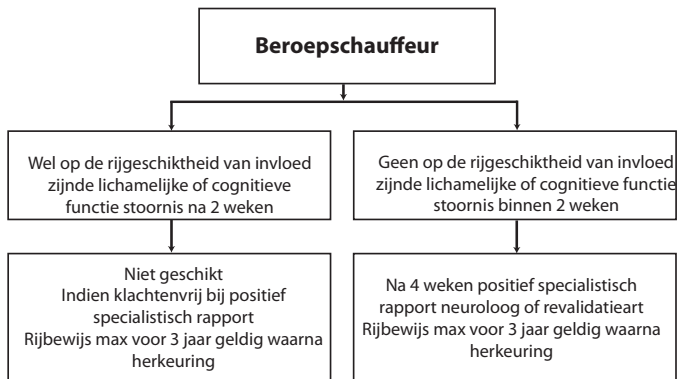 Beroepschauffeur
Wel op de rijgeschiktheid van invloed
zijnde lichamelijke of cognitieve
functie stoornis na 2 weken
Geen op de rijgeschiktheid van invloed
zijnde lichamelijke of cognitieve functie
stoornis binnen 2 weken
Niet geschikt
Indien klachtenvrij bij positief
specialistisch rapport
Rijbewijs max voor 3 jaar geldig waarna
herkeuring
Na 4 weken positief specialistisch
rapport neuroloog of revalidatieart
Rijbewijs max voor 3 jaar geldig waarna
herkeuring